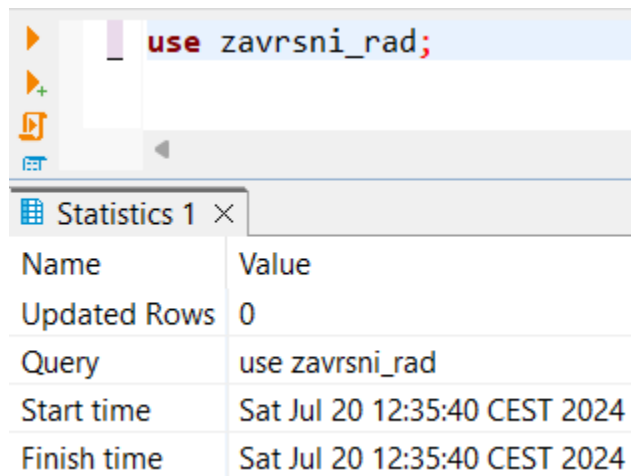 use zavrsni_rad;
Statistics 1
Name Value
Updated Rows 0
Query use zavrsni_rad
Start time Sat Jul 20 12:35:40 CEST 2024
Finish time Sat Jul 20 12:35:40 CEST 2024